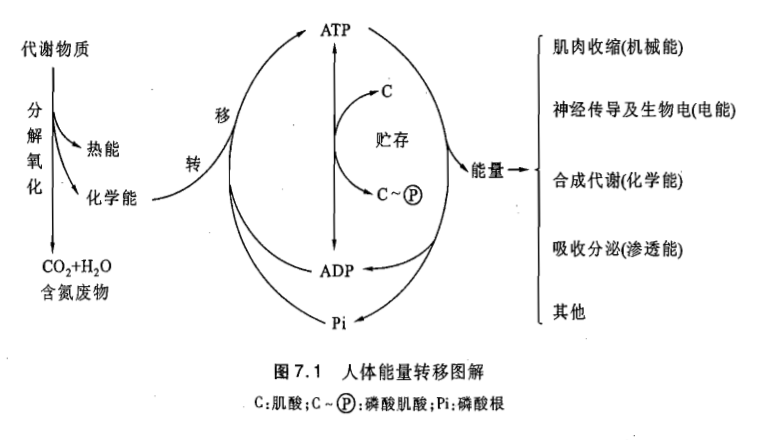 代谢物质
分解氧化
热能
化学能
CO₂+H₂O
含氮废物
转移
ATP
C
贮存
C~Ⓟ
ADP
Pi
能量
肌肉收缩(机械能)
神经传导及生物电(电能)
合成代谢(化学能)
吸收分泌(渗透能)
其他
图7.1 人体能量转移图解
C:肌酸;C~Ⓟ:磷酸肌酸;Pi:磷酸根